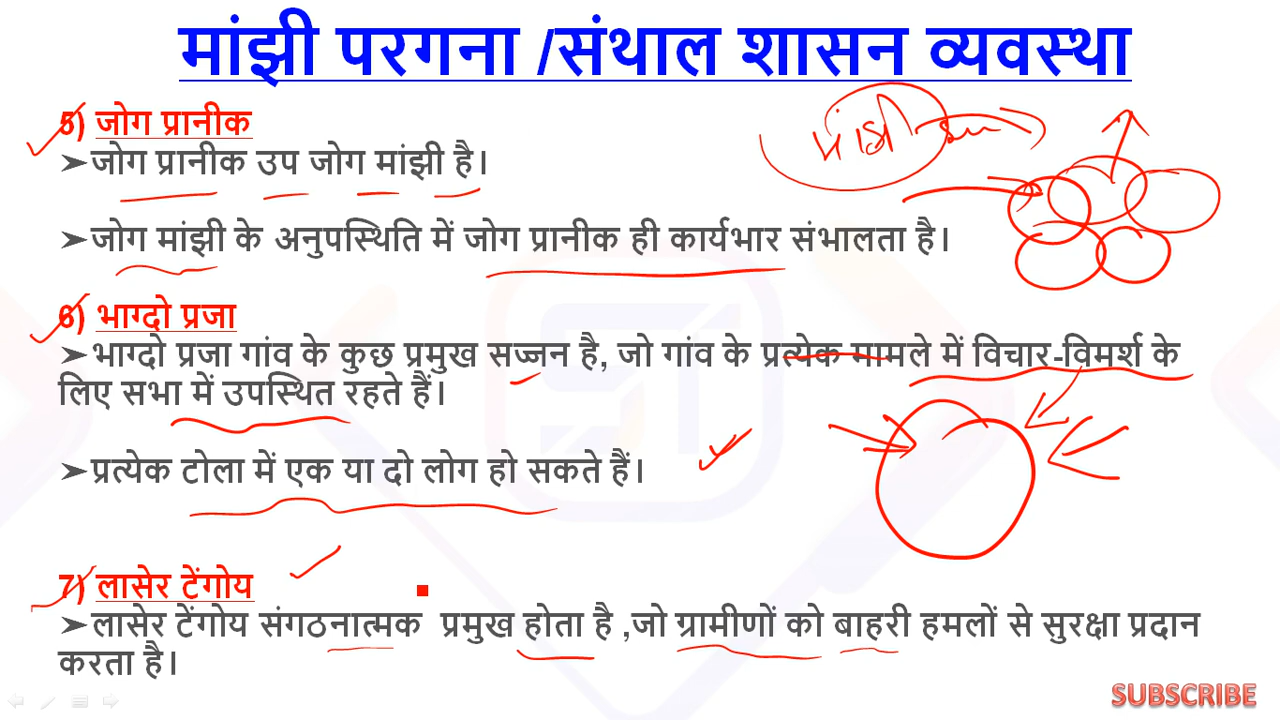 मांझी परगना /संथाल शासन व्यवस्था
5) जोग प्रानीक
➤जोग प्रानीक उप जोग मांझी है।
मांझी
➤जोग मांझी के अनुपस्थिति में जोग प्रानीक ही कार्यभार संभालता है।
6) भाग्दो प्रजा
➤भाग्दो प्रजा गांव के कुछ प्रमुख सज्जन है, जो गांव के प्रत्येक मामले में विचार-विमर्श के
लिए सभा में उपस्थित रहते हैं।
➤प्रत्येक टोला में एक या दो लोग हो सकते हैं।
7) लासेर टेंगोय
➤लासेर टेंगोय संगठनात्मक प्रमुख होता है ,जो ग्रामीणों को बाहरी हमलों से सुरक्षा प्रदान
करता है।
SUBSCRIBE